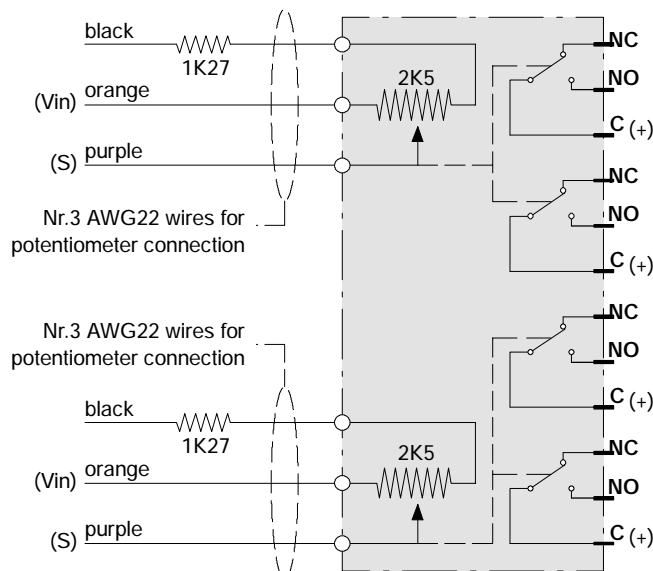 black
1K27
(Vin) orange
2K5
(S) purple
NC
NO
C (+)
NC
NO
C (+)
Nr.3 AWG22 wires for
potentiometer connection
Nr.3 AWG22 wires for
potentiometer connection
NC
NO
C (+)
black
1K27
(Vin) orange
2K5
(S) purple
NC
NO
C (+)